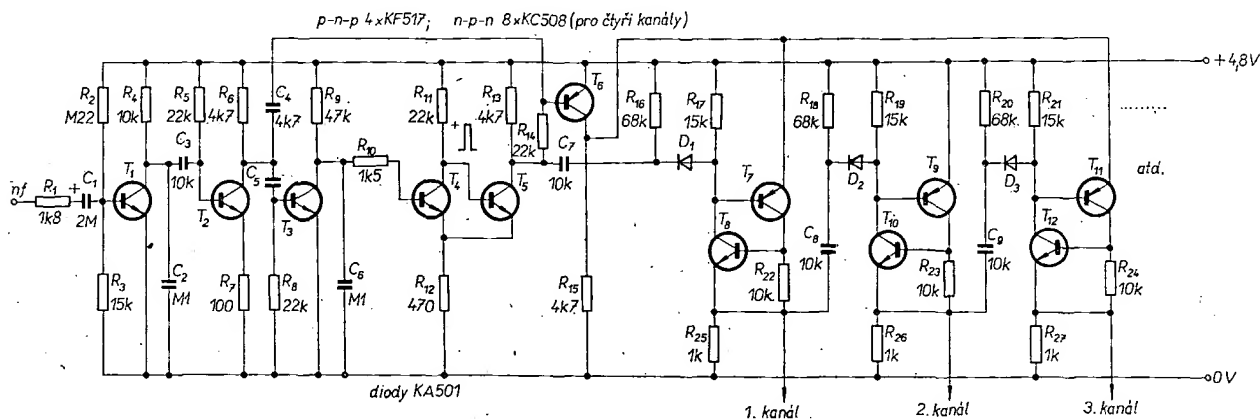 p-n-p 4xKF517; n-p-n 8xKC508 (pro čtyři kanály)
+4,8V
R2
M22
R4
10k
R5
22k
R6
4k7
C4
4k7
R9
47k
R11
22k
R13
4k7
T6
R14
22k
R16
68k
R17
15k
R18
68k
R19
15k
R20
68k
R21
15k
nf
R1
1k8
+
C1
2M
T1
C3
10k
T2
C5
T3
R10
1k5
+
T4
T5
C7
10k
D1
T7
T8
D2
T9
T10
D3
T11
T12
atd.
R3
15k
C2
M1
R7
100
R8
22k
C6
M1
R12
470
R15
4k7
R22
10k
C8
10k
R23
10k
C9
10k
R24
10k
R25
1k
R26
1k
R27
1k
0V
diody KA501
1. kanál
2. kanál
3. kanál